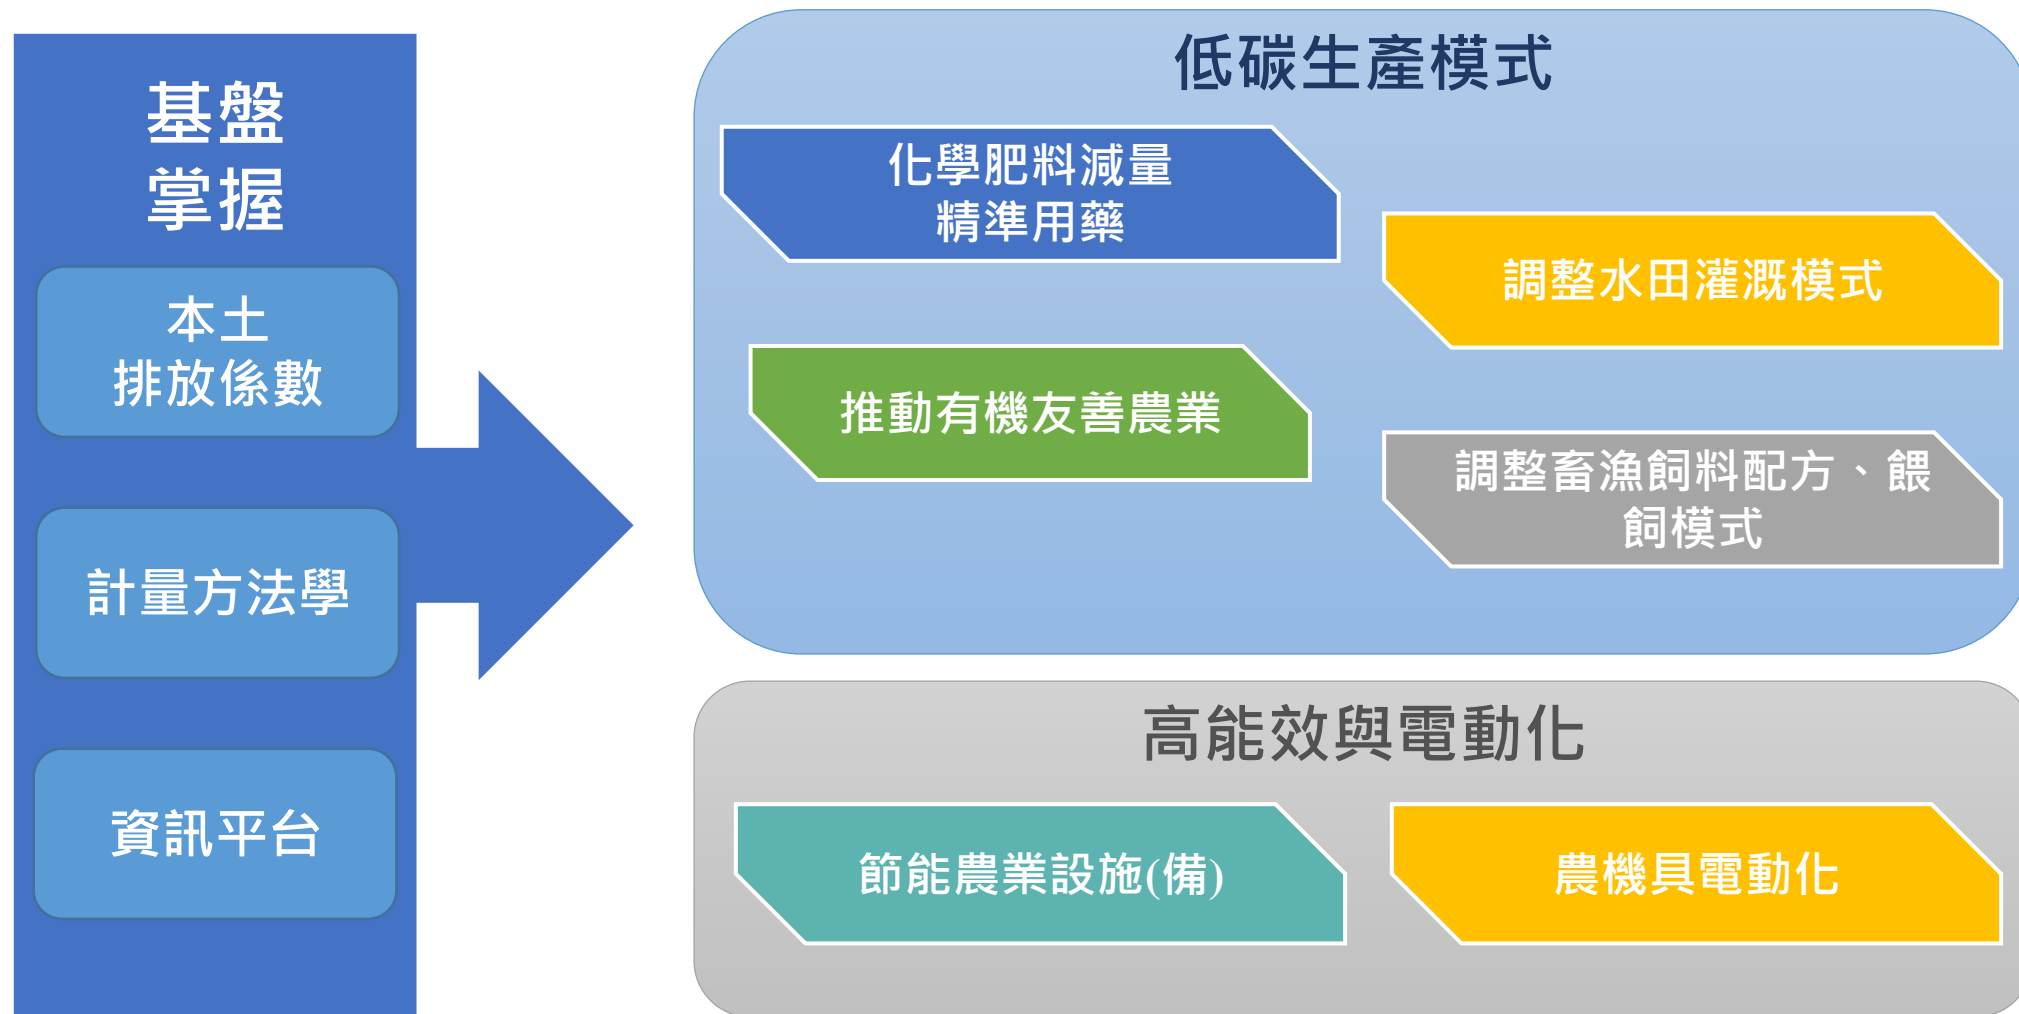 基盤
掌握
本土
排放係數
計量方法學
資訊平台
低碳生產模式
化學肥料減量
精準用藥
調整水田灌溉模式
推動有機友善農業
調整畜漁飼料配方、餵
飼模式
高能效與電動化
節能農業設施(備)
農機具電動化